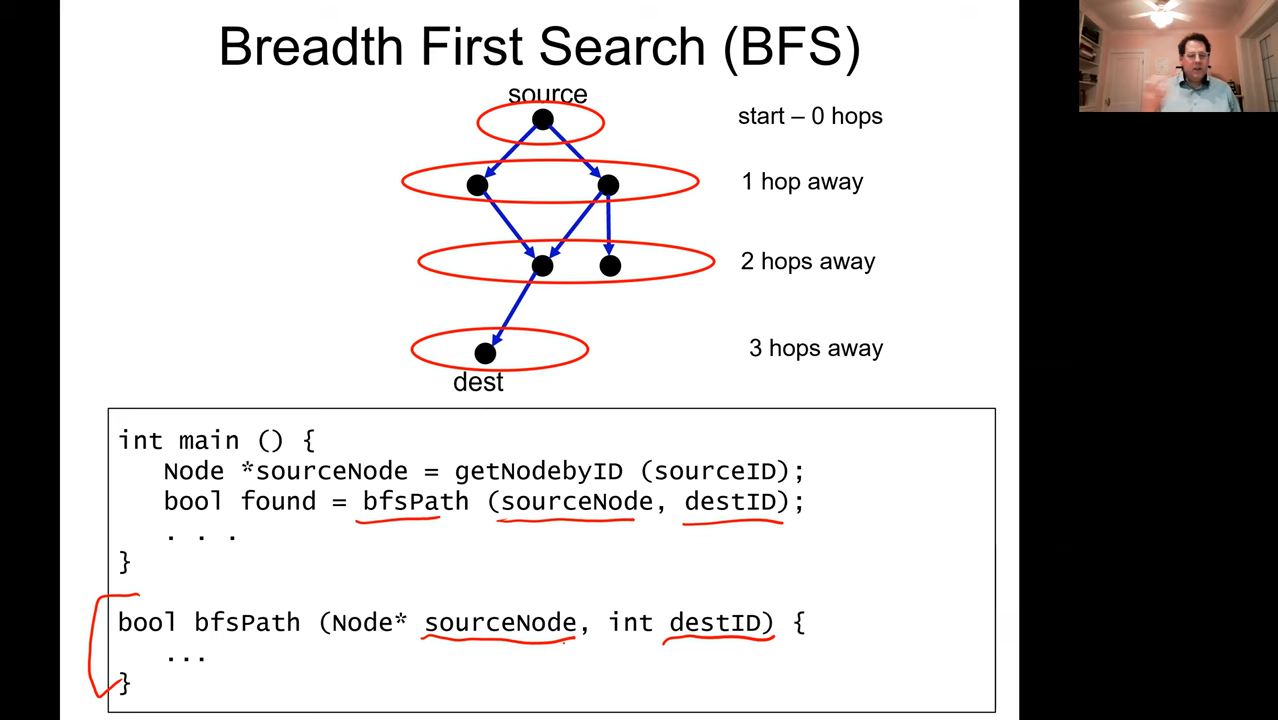 Breadth First Search (BFS)
source
start – 0 hops
1 hop away
2 hops away
3 hops away
dest
int main () {
Node *sourceNode = getNodebyID (sourceID);
bool found = bfsPath (sourceNode, destID);
. . .
}
bool bfsPath (Node* sourceNode, int destID) {
...
}